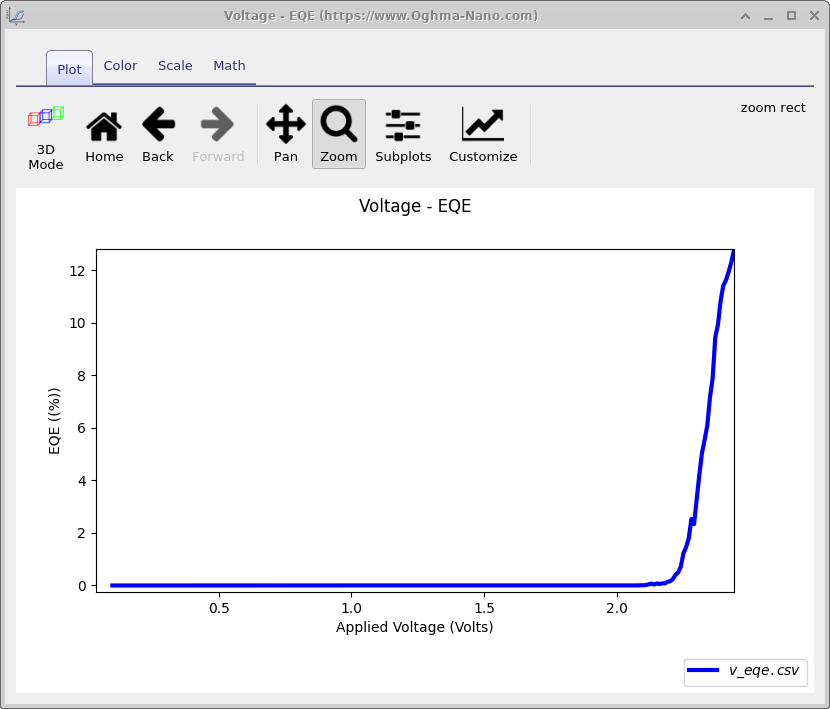 Voltage - EQE (https://www.Oghma-Nano.com)
Plot Color Scale Math
3D Mode Home Back Forward Pan Zoom Subplots Customize
zoom rect
Voltage - EQE
12
10
8
6
4
2
0
EQE ((%))
0.5 1.0 1.5 2.0
Applied Voltage (Volts)
v_eqe.csv